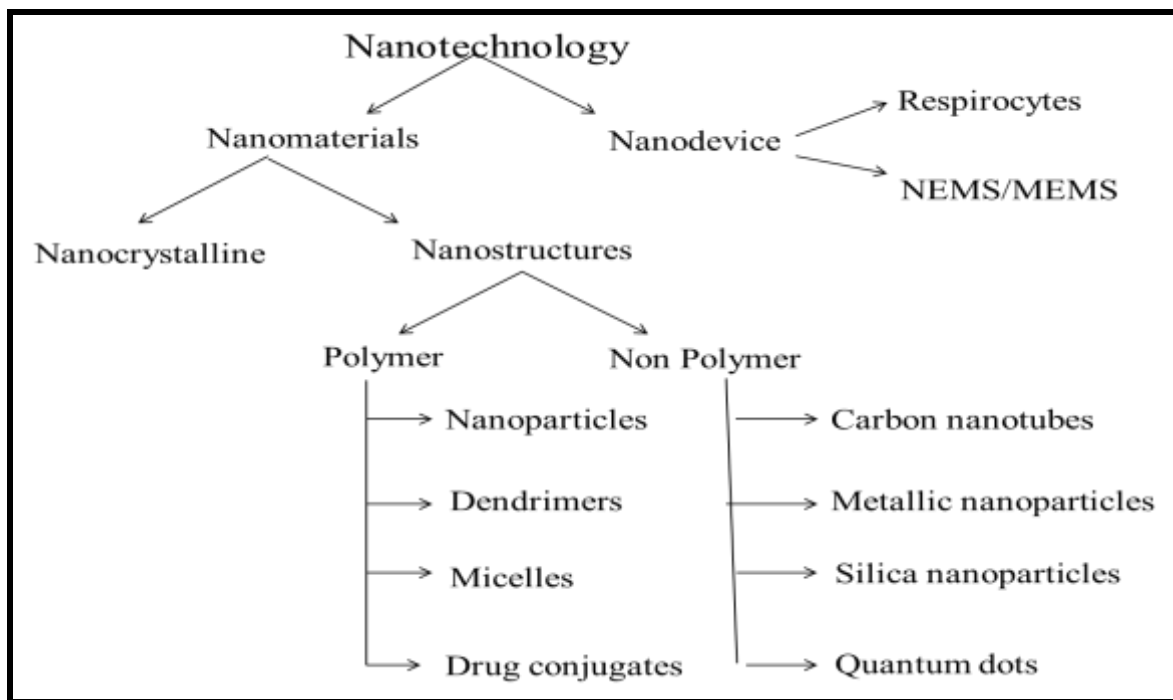 Nanotechnology
Respirocytes
Nanomaterials
Nanodevice
NEMS/MEMS
Nanocrystalline
Nanostructures
Polymer
Non Polymer
Nanoparticles
Carbon nanotubes
Dendrimers
Metallic nanoparticles
Micelles
Silica nanoparticles
Drug conjugates
Quantum dots